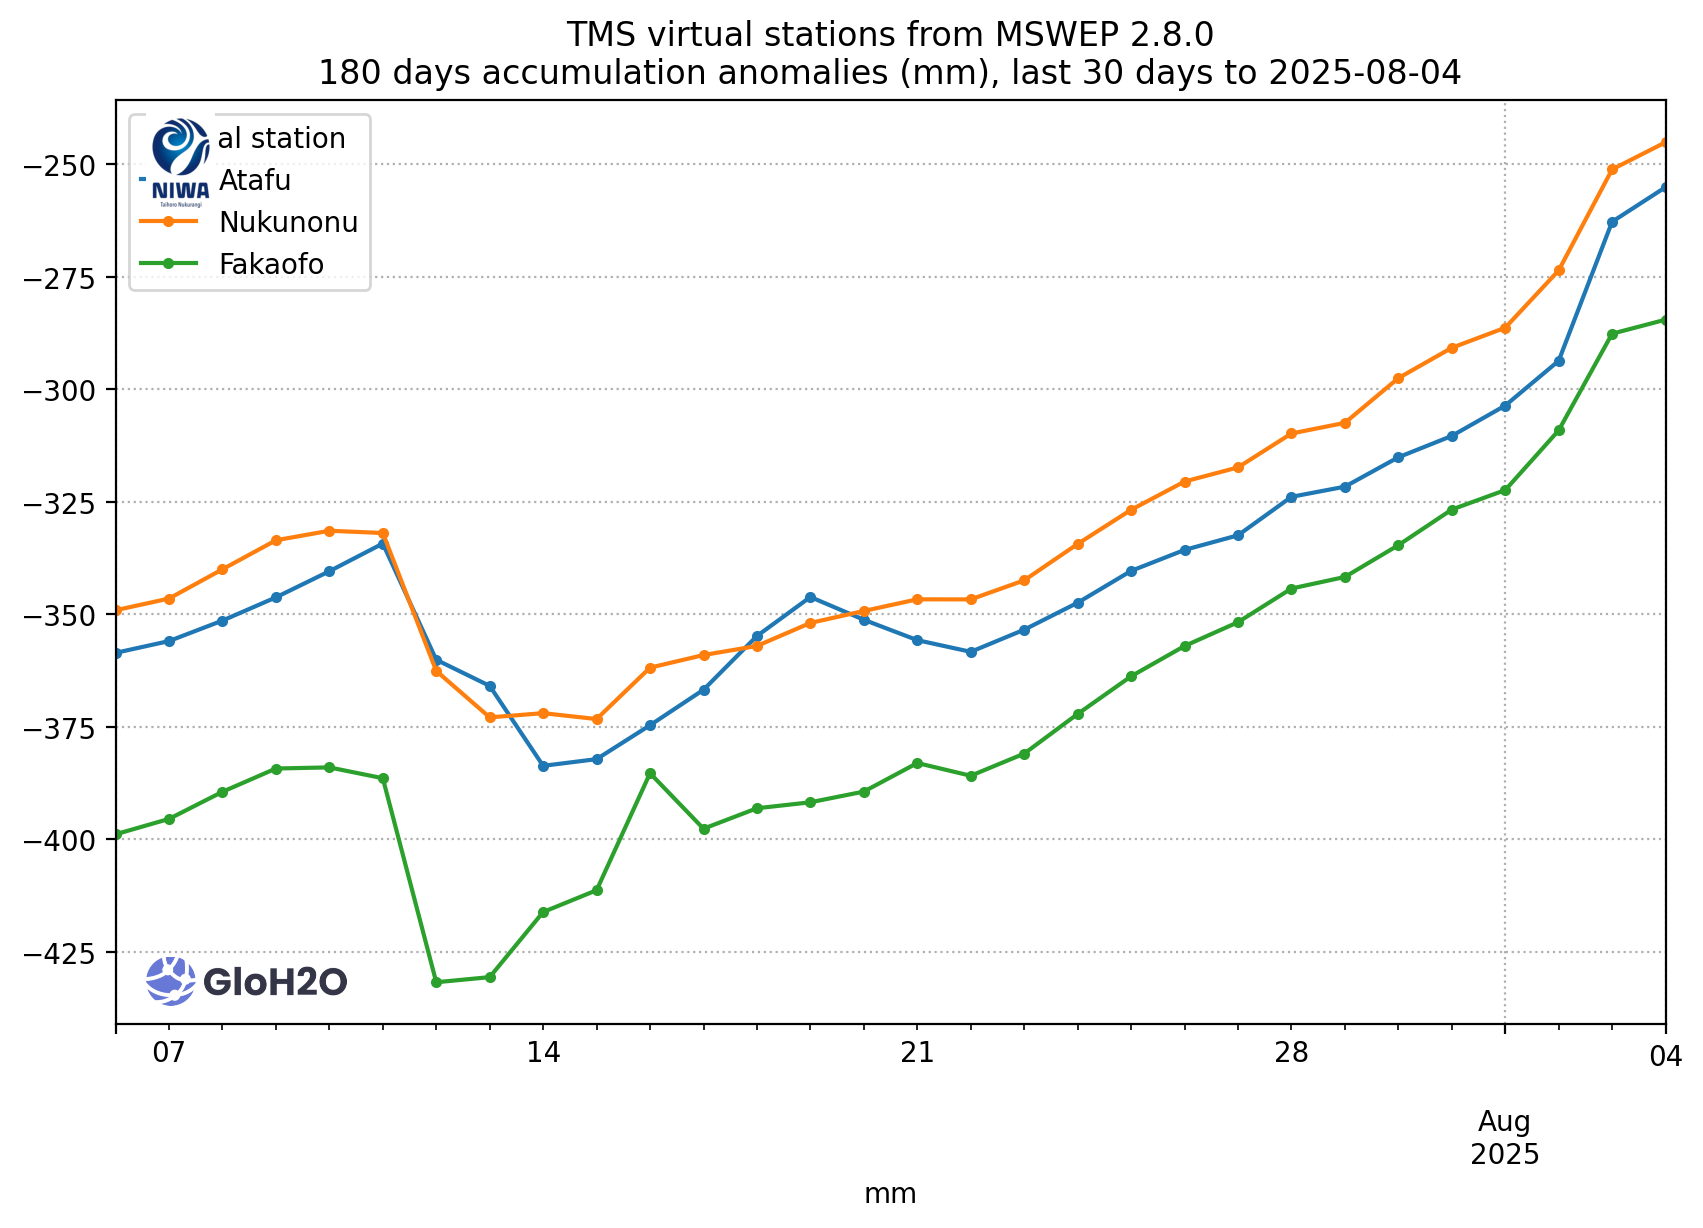 TMS virtual stations from MSWEP 2.8.0
180 days accumulation anomalies (mm), last 30 days to 2025-08-04
al station
Atafu
Nukunonu
Fakaofo
NIWA
Taihoro Nukurangi
−250
−275
−300
−325
−350
−375
−400
−425
GloH2O
07
14
21
28
04
Aug
2025
mm